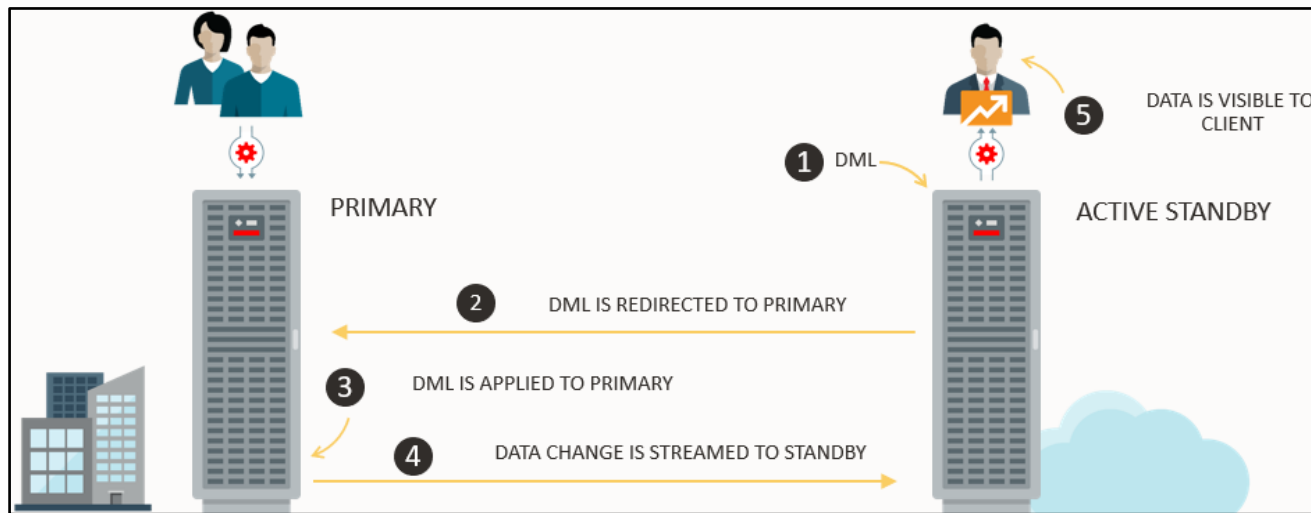 5
DATA IS VISIBLE TO
CLIENT
1 DML
PRIMARY
ACTIVE STANDBY
2 DML IS REDIRECTED TO PRIMARY
3 DML IS APPLIED TO PRIMARY
4 DATA CHANGE IS STREAMED TO STANDBY